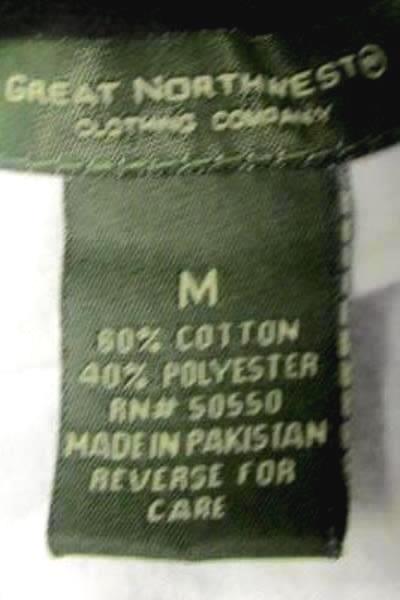 GREAT NORTHWEST®
CLOTHING COMPANY
M
60% COTTON
40% POLYESTER
RN# 50550
MADE IN PAKISTAN
REVERSE FOR
CARE